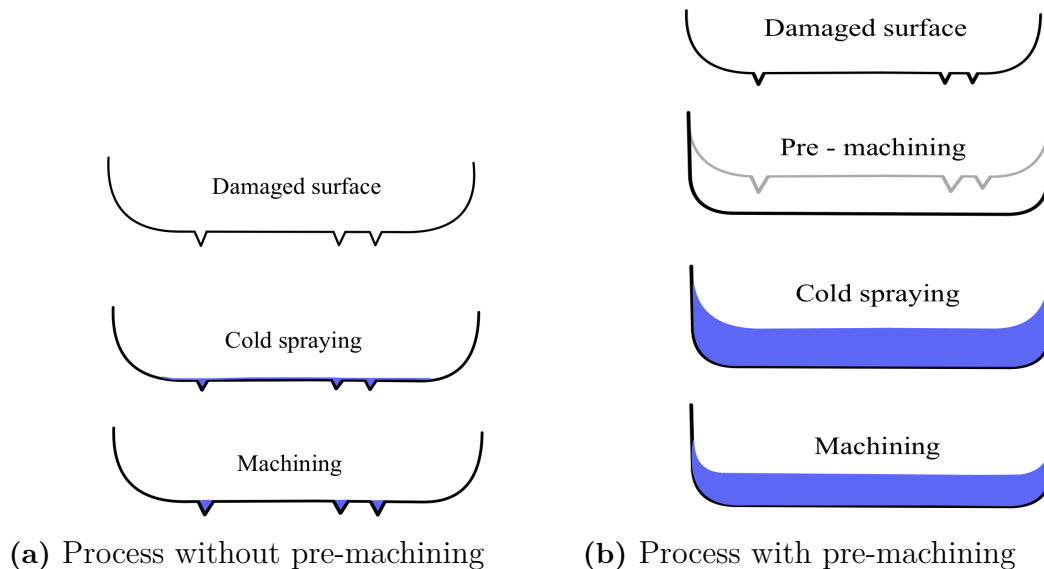 Damaged surface
Cold spraying
Machining
(a) Process without pre-machining
Damaged surface
Pre - machining
Cold spraying
Machining
(b) Process with pre-machining